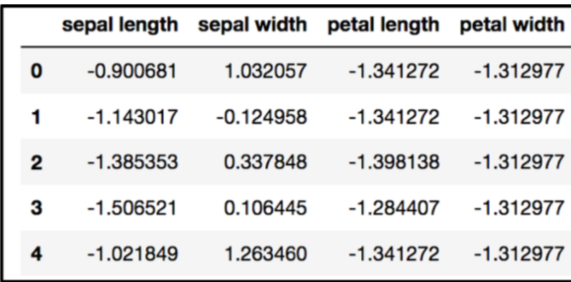 sepal length sepal width petal length petal width
0 -0.900681 1.032057 -1.341272 -1.312977
1 -1.143017 -0.124958 -1.341272 -1.312977
2 -1.385353 0.337848 -1.398138 -1.312977
3 -1.506521 0.106445 -1.284407 -1.312977
4 -1.021849 1.263460 -1.341272 -1.312977